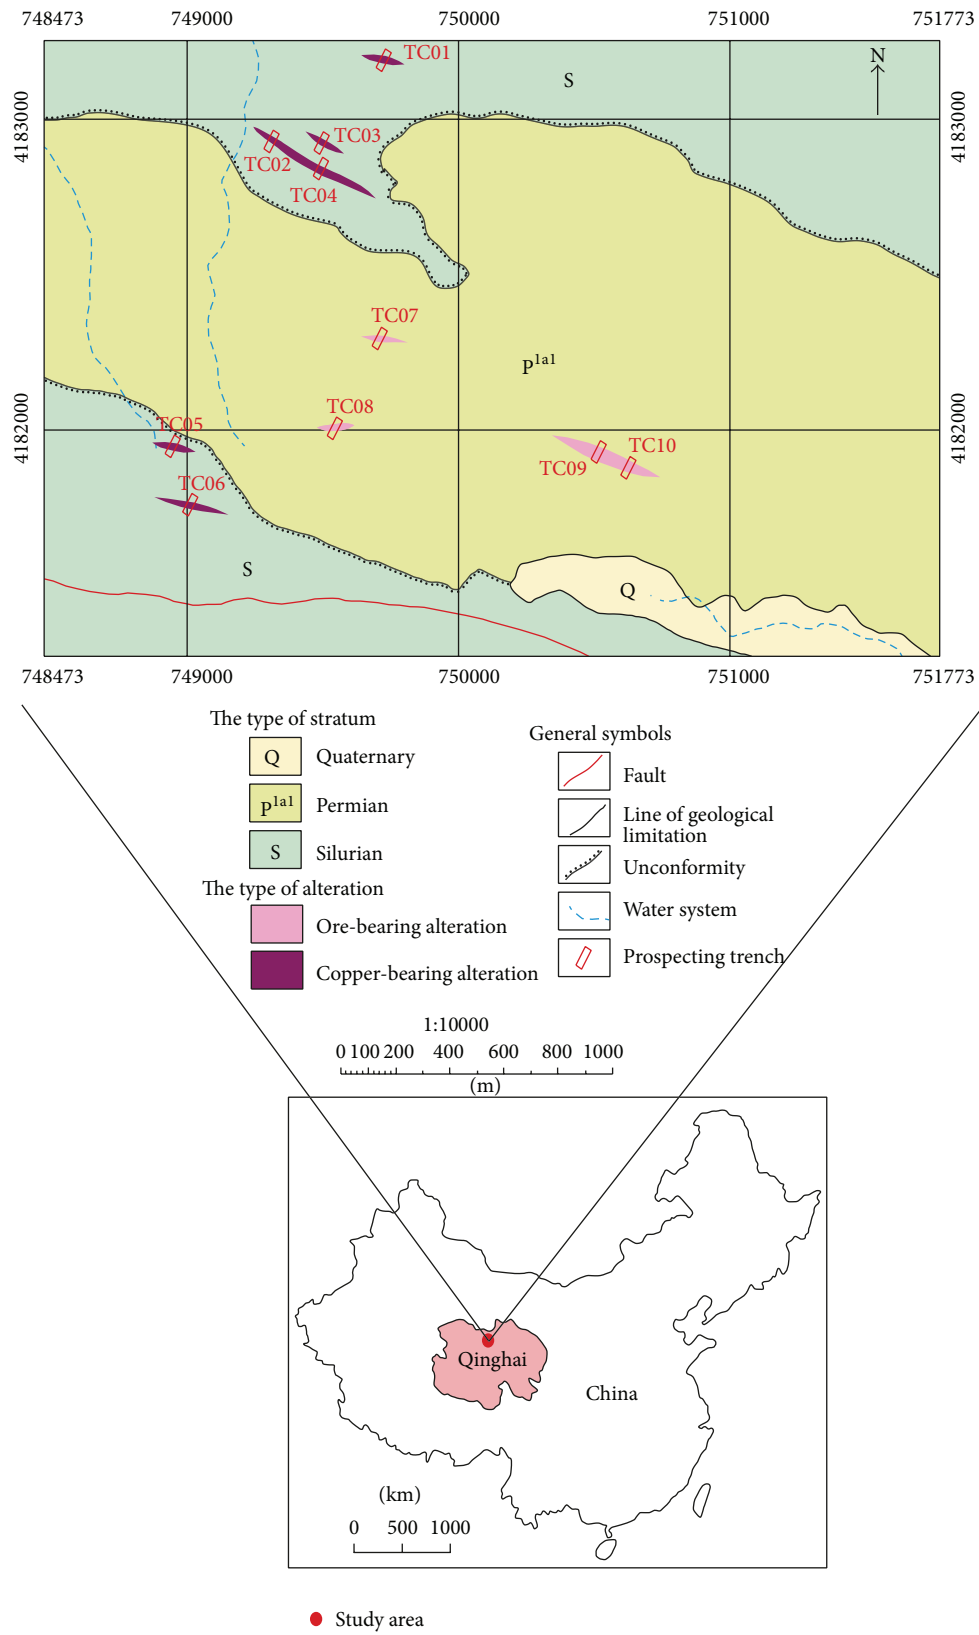 748473 749000 750000 751000 751773
4183000
4182000
4183000
4182000
N
S
TC01
TC02
TC03
TC04
TC07
P1a1
TC08
TC05
TC09
TC10
TC06
S
Q
748473 749000 750000 751000 751773
The type of stratum
Q Quaternary
P1a1 Permian
S Silurian
The type of alteration
Ore-bearing alteration
Copper-bearing alteration
General symbols
Fault
Line of geological
limitation
Unconformity
Water system
Prospecting trench
1:10000
0 100 200 400 600 800 1000
(m)
Qinghai
China
(km)
0 500 1000
Study area